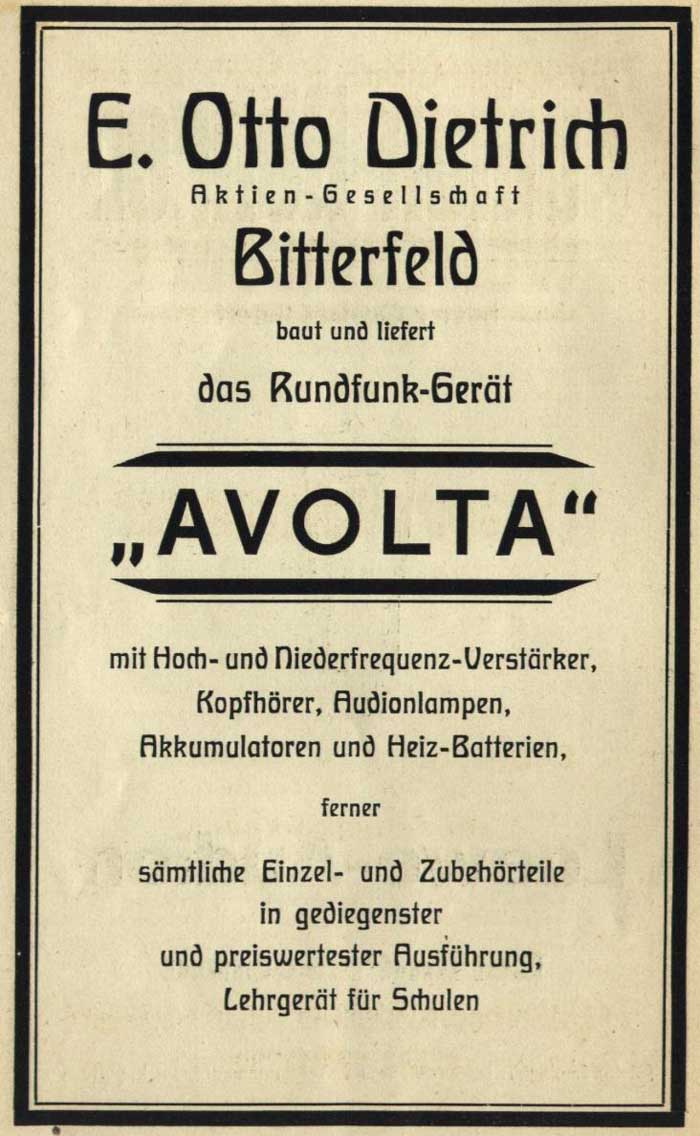 E. Otto Dietrich
Aktien-Gesellschaft
Bitterfeld
baut und liefert
das Rundfunk-Gerät
„AVOLTA“
mit Hoch- und Niederfrequenz-Verstärker,
Kopfhörer, Audionlampen,
Akkumulatoren und Heiz-Batterien,
ferner
sämtliche Einzel- und Zubehörteile
in gediegenster
und preiswertester Ausführung,
Lehrgerät für Schulen